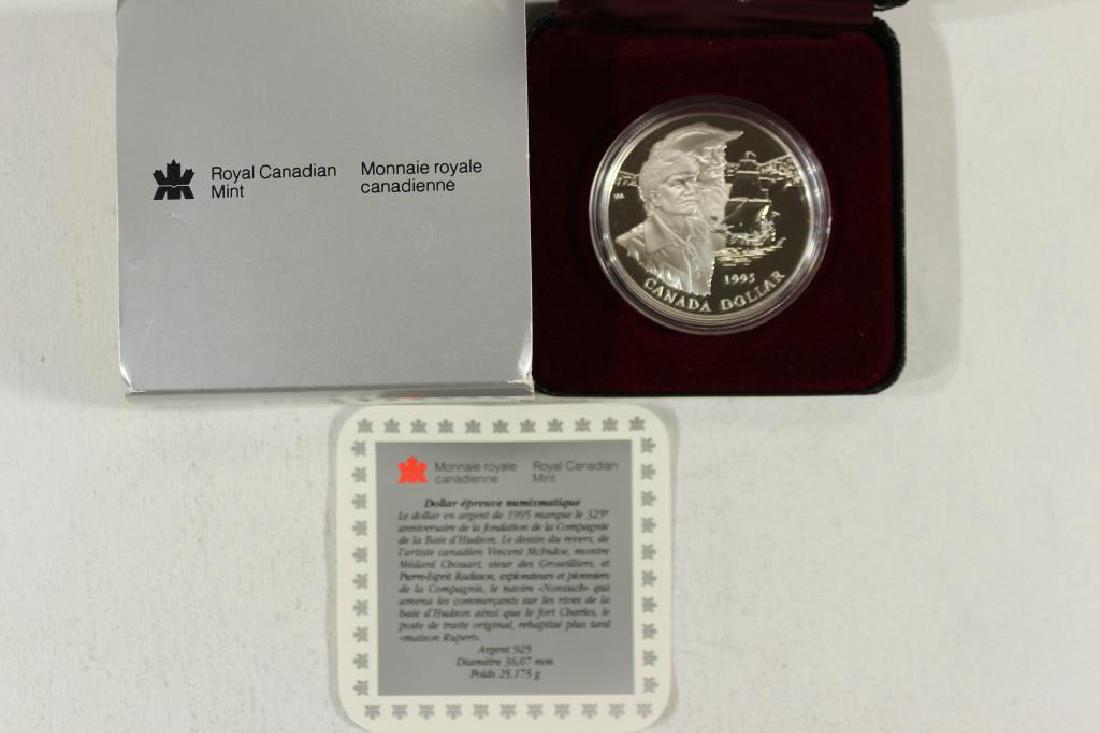 Royal Canadian
Mint
Monnaie royale
canadienne
1995
CANADA DOLLAR
Monnaie royale
canadienne
Royal Canadian
Mint
Dollar épreuve numismatique
Le dollar en argent de 1995 marque le 325e
anniversaire de la fondation de la Compagnie
de la Baie d'Hudson. Le dessin du revers, de
l'artiste canadien Vincent McIndoe, montre
Médard Chouart, sieur des Groseilliers, et
Pierre-Esprit Radisson, explorateurs et pionniers
de la Compagnie, le navire «Nonsuch» qui
amena les commerçants sur les rives de la
baie d'Hudson ainsi que le fort Charles, le
poste de traite original, rebaptisé plus tard
«maison Rupert».
Argent 925
Diamètre 36,07 mm
Poids 25,175 g